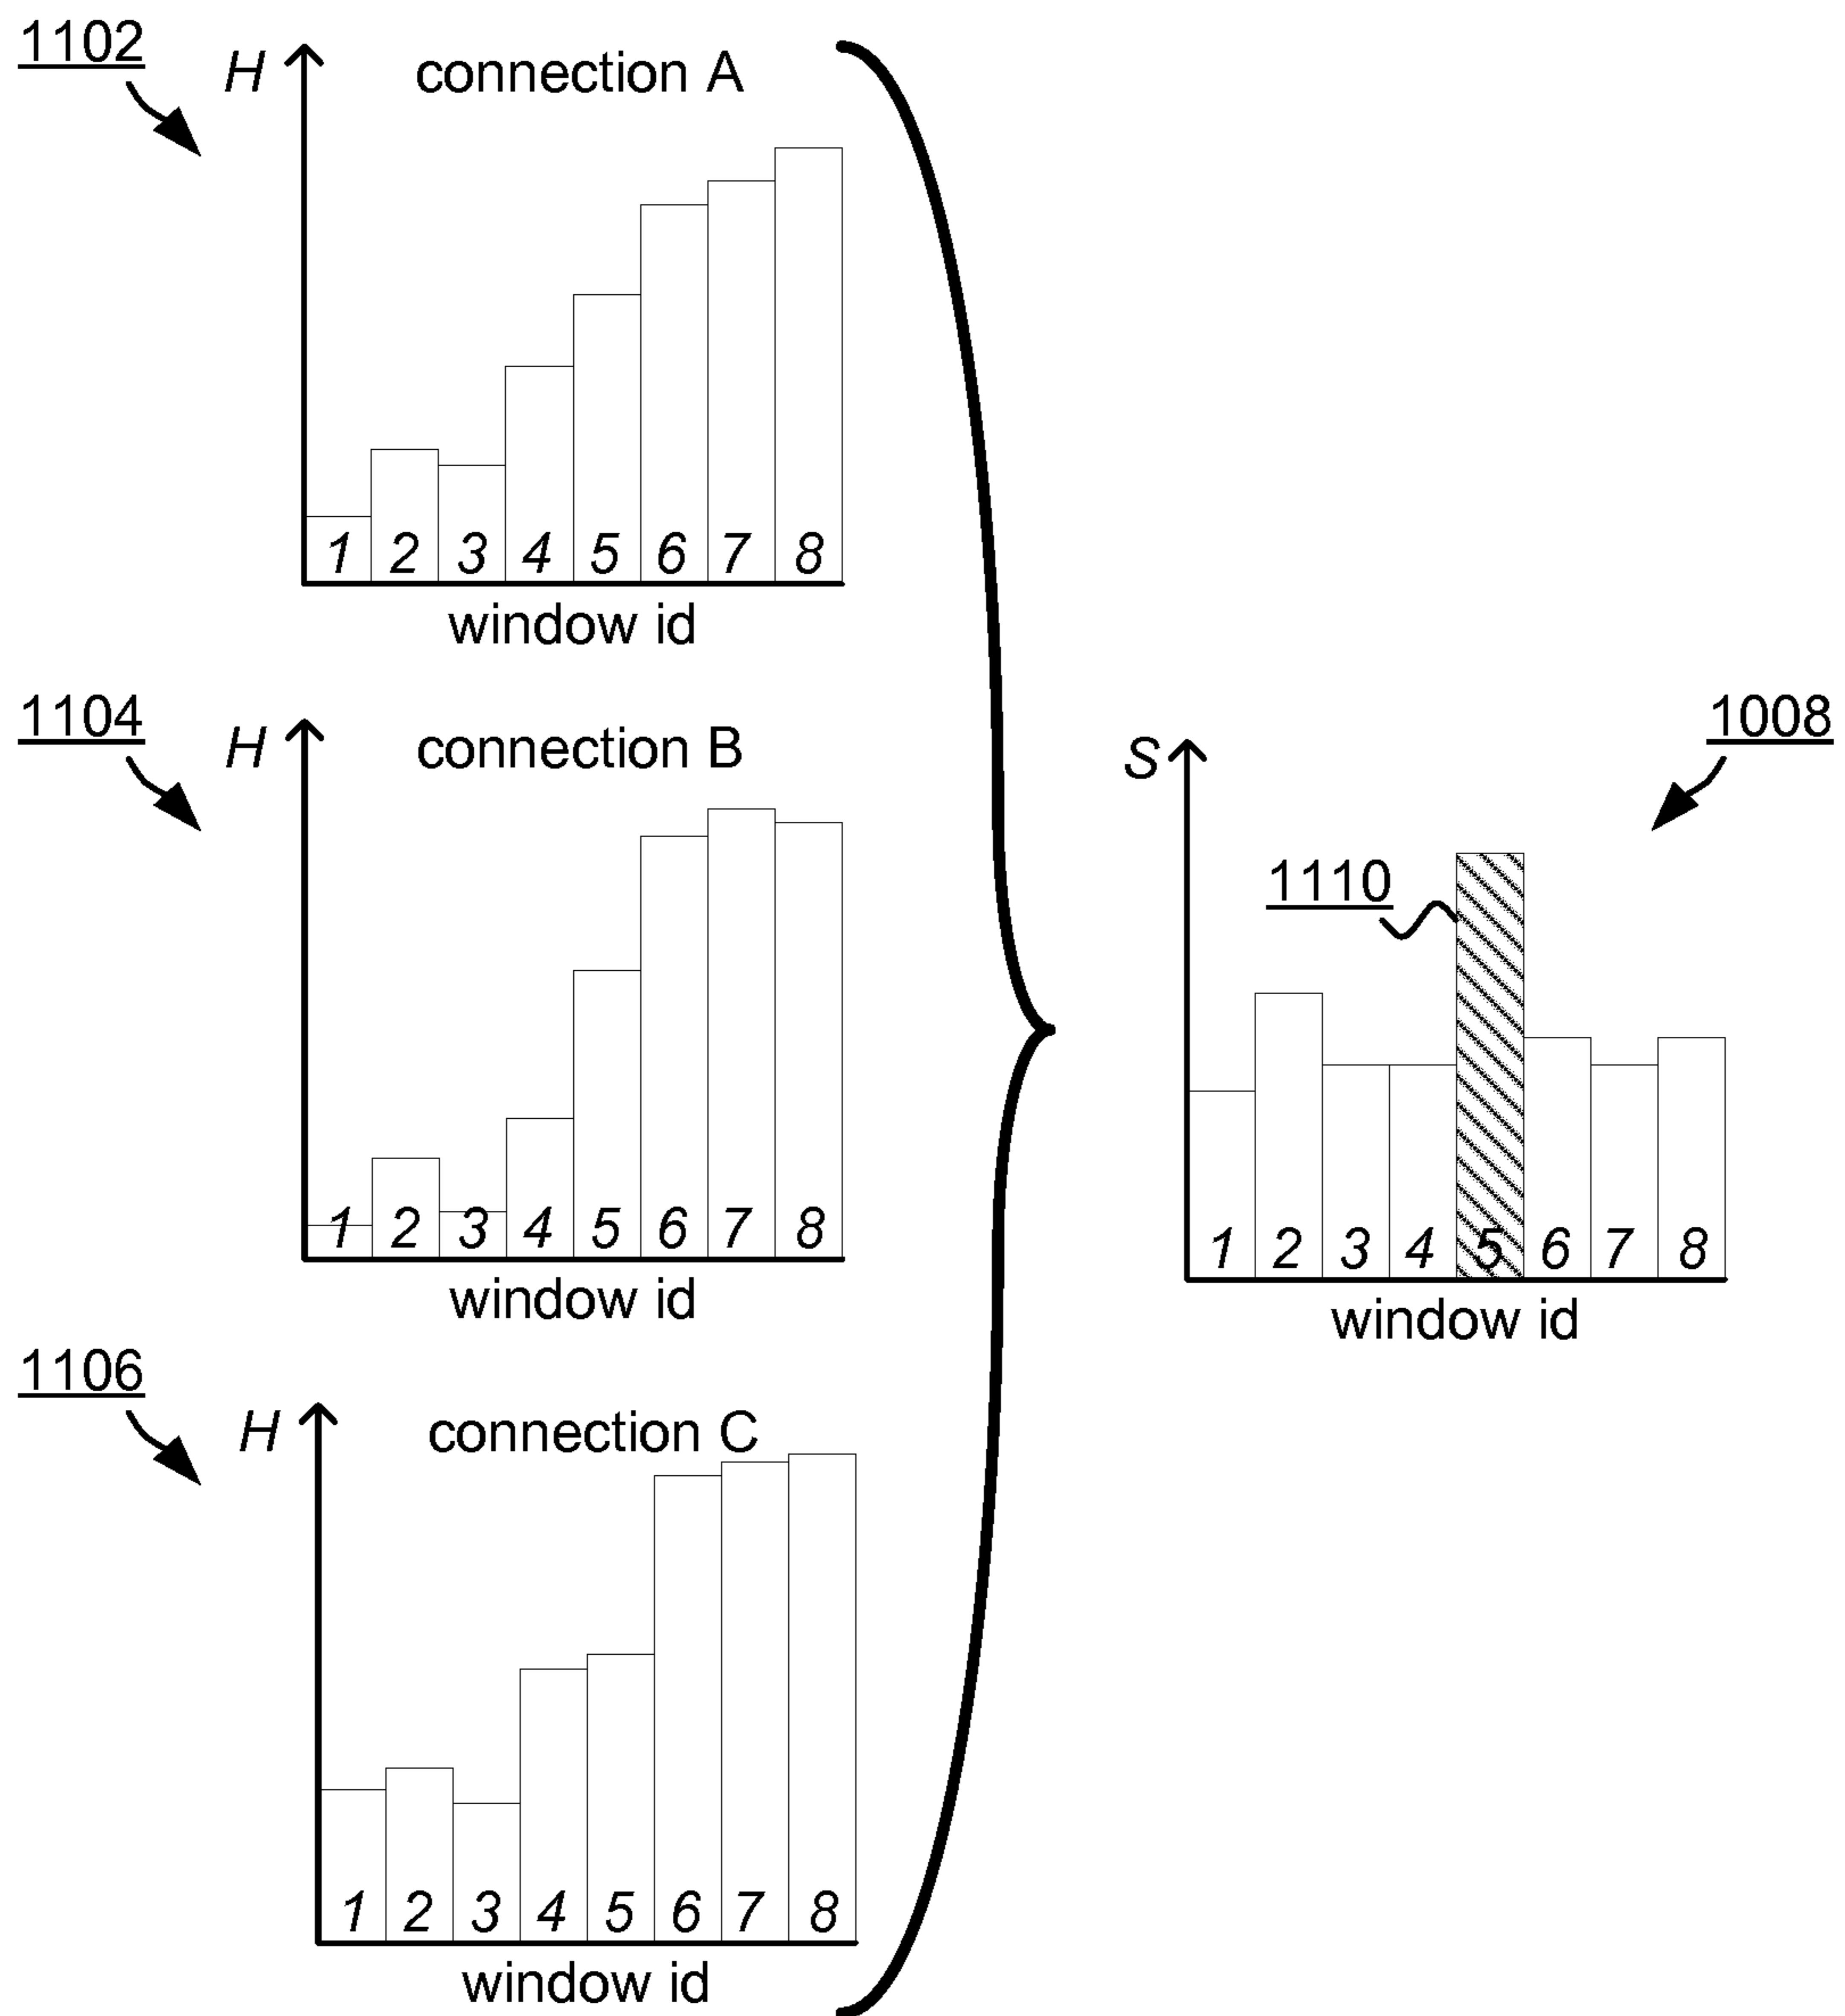 1102
H
connection A
1 2 3 4 5 6 7 8
window id
1104
H
connection B
1 2 3 4 5 6 7 8
window id
1106
H
connection C
1 2 3 4 5 6 7 8
window id
1008
S
1110
1 2 3 4 5 6 7 8
window id